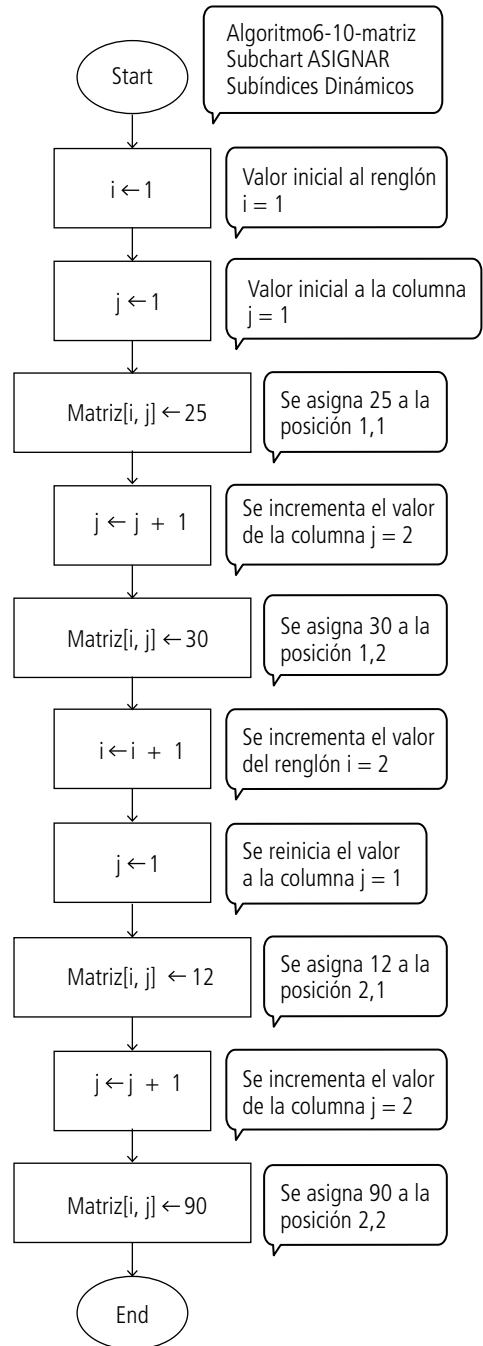 Start
Algoritmo6-10-matriz
Subchart ASIGNAR
Subíndices Dinámicos
i ← 1
Valor inicial al renglón
i = 1
j ← 1
Valor inicial a la columna
j = 1
Matriz[i, j] ← 25
Se asigna 25 a la
posición 1,1
j ← j + 1
Se incrementa el valor
de la columna j = 2
Matriz[i, j] ← 30
Se asigna 30 a la
posición 1,2
i ← i + 1
Se incrementa el valor
del renglón i = 2
j ← 1
Se reinicia el valor
a la columna j = 1
Matriz[i, j] ← 12
Se asigna 12 a la
posición 2,1
j ← j + 1
Se incrementa el valor
de la columna j = 2
Matriz[i, j] ← 90
Se asigna 90 a la
posición 2,2
End